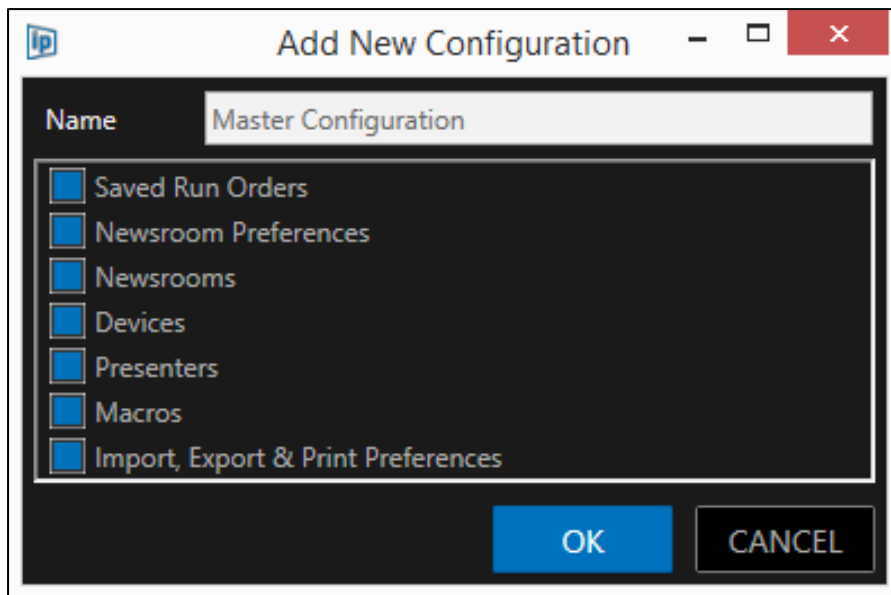 ip
Add New Configuration
Name
Master Configuration
Saved Run Orders
Newsroom Preferences
Newsrooms
Devices
Presenters
Macros
Import, Export & Print Preferences
OK
CANCEL